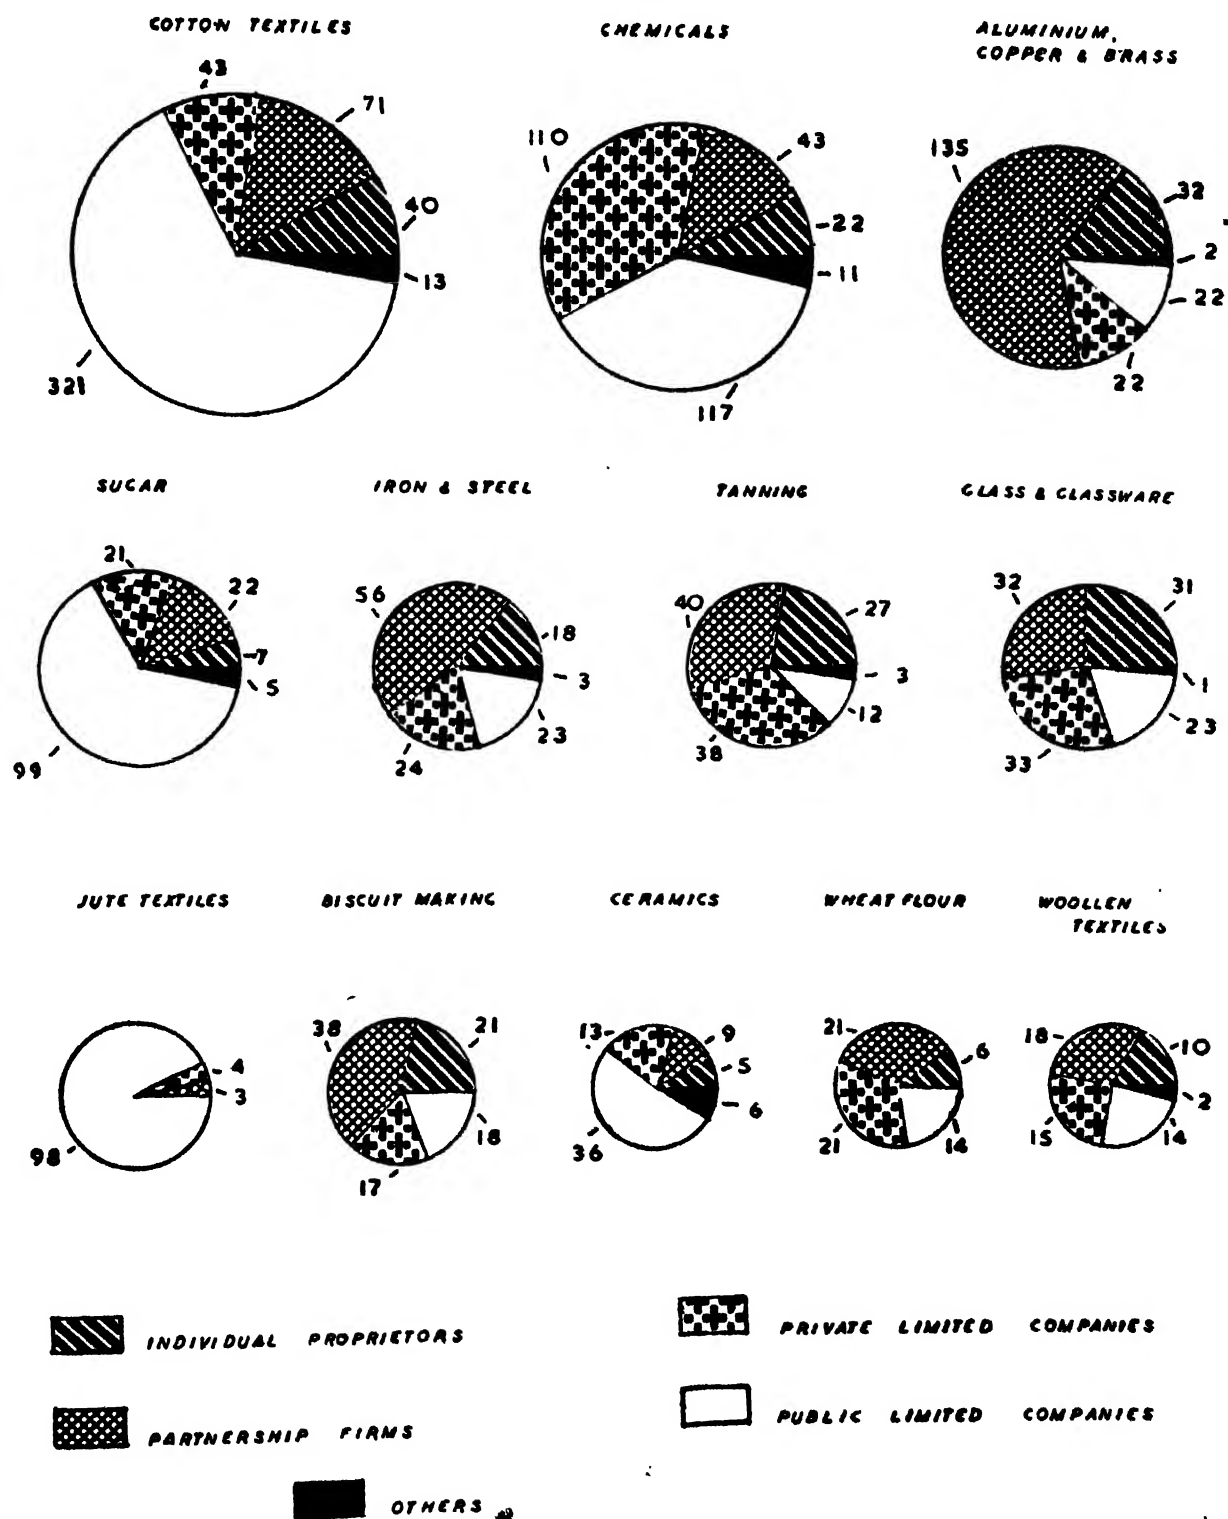 COTTON TEXTILES
CHEMICALS
ALUMINIUM,
COPPER & BRASS
43
71
40
13
321
110
43
22
11
117
135
32
2
22
22
SUGAR
IRON & STEEL
TANNING
GLASS & GLASSWARE
21
22
7
5
99
56
18
3
23
24
40
27
3
12
38
32
31
1
23
33
JUTE TEXTILES
BISCUIT MAKING
CERAMICS
WHEAT FLOUR
WOOLLEN
TEXTILES
4
3
98
38
21
18
17
13
9
5
6
36
21
6
14
21
18
10
2
14
15
INDIVIDUAL PROPRIETORS
PRIVATE LIMITED COMPANIES
PARTNERSHIP FIRMS
PUBLIC LIMITED COMPANIES
OTHERS